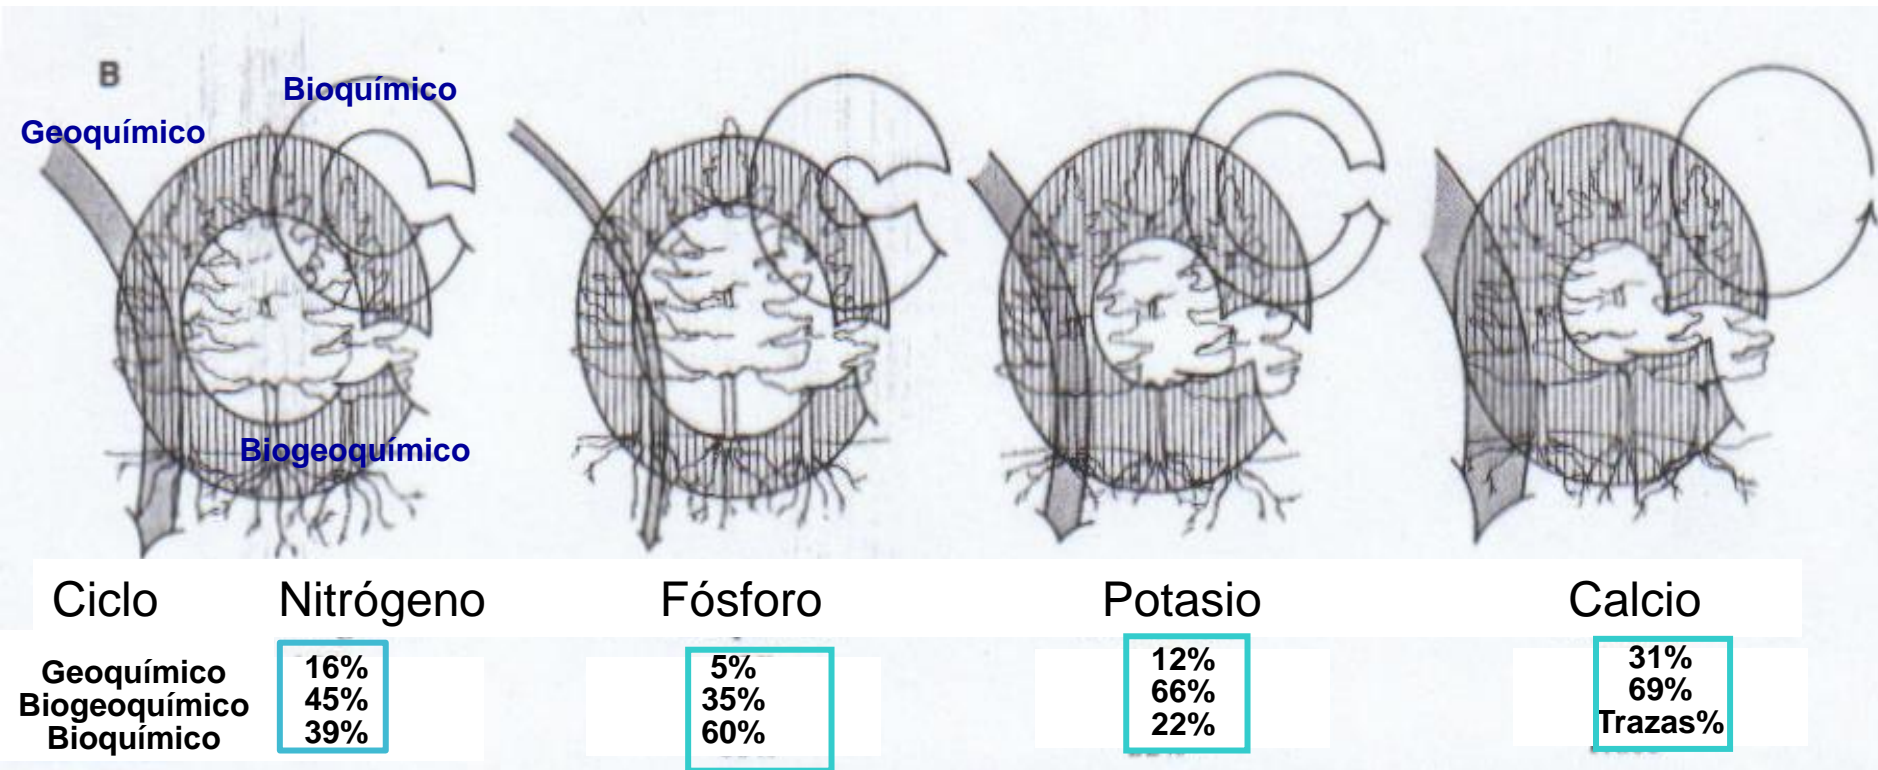 B
Bioquímico
Geoquímico
Biogeoquímico
Ciclo Nitrógeno Fósforo Potasio Calcio
Geoquímico 16% 5% 12% 31%
Biogeoquímico 45% 35% 66% 69%
Bioquímico 39% 60% 22% Trazas%